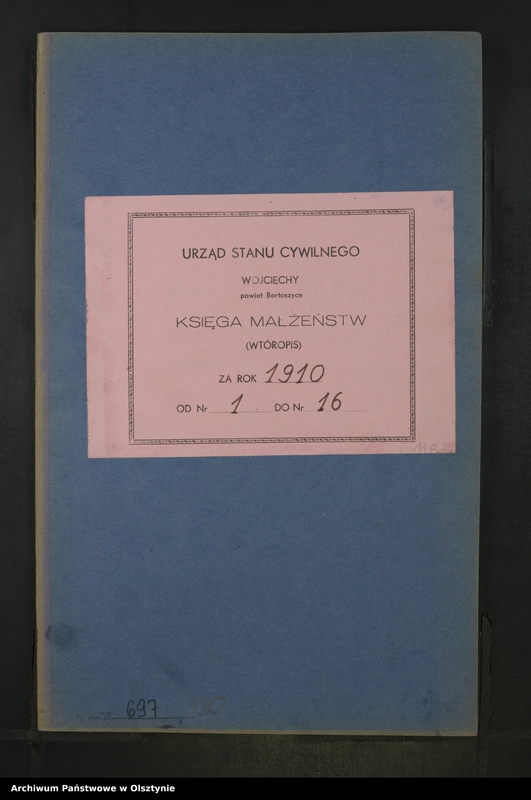 URZĄD STANU CYWILNEGO
WOJCIECHY
powiat Bartoszyce
KSIĘGA MAŁŻEŃSTW
(WTÓROPIS)
ZA ROK 1910
OD Nr 1 DO Nr 16
697
Archiwum Państwowe w Olsztynie